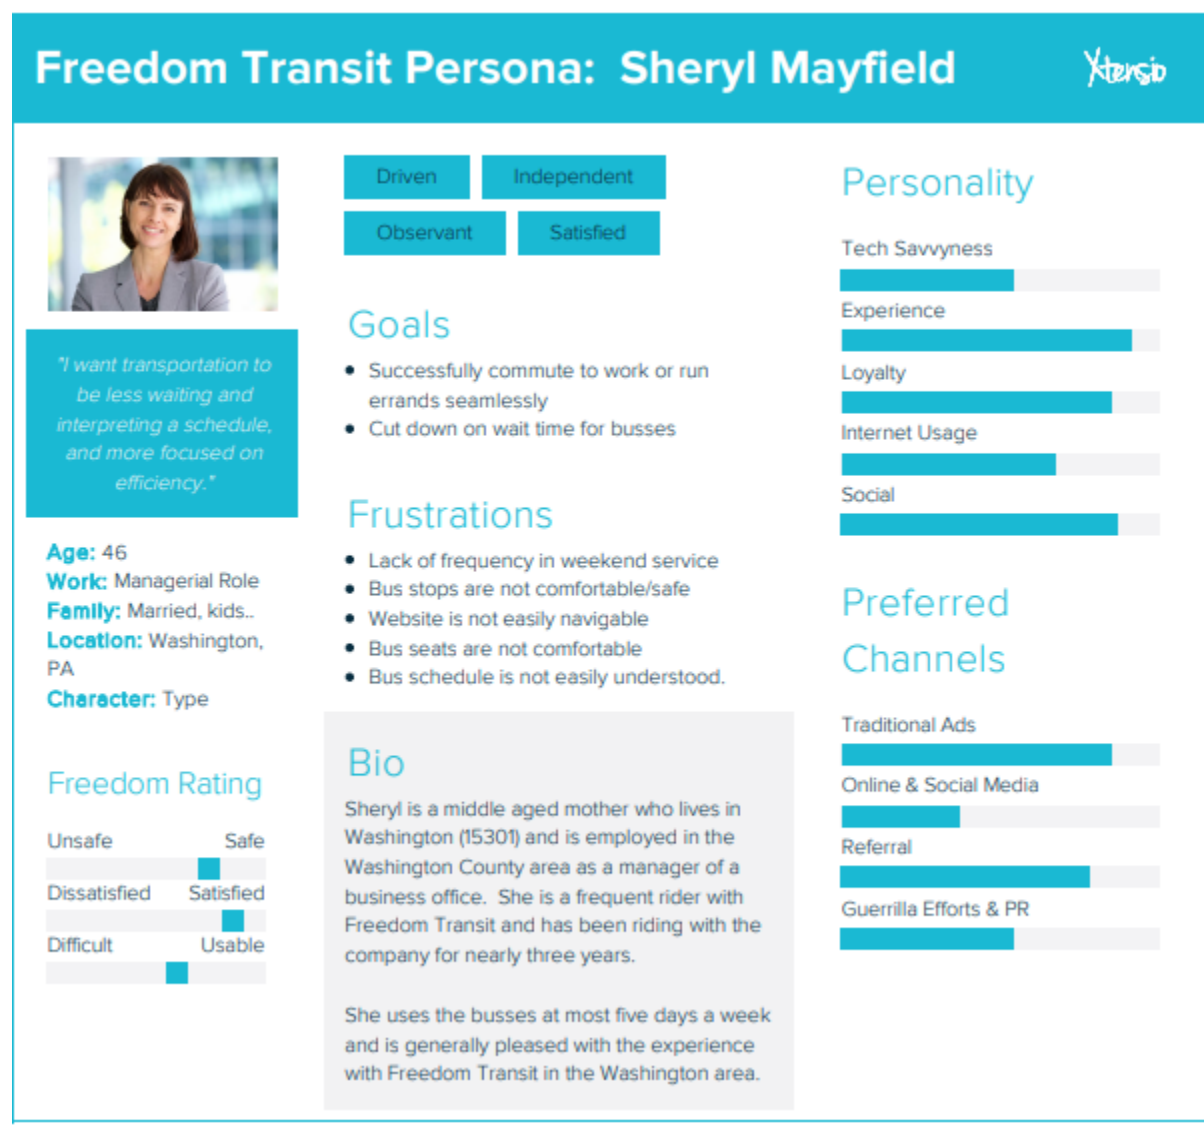 Freedom Transit Persona:  Sheryl Mayfield
Xtensio
"I want transportation to
be less waiting and
interpreting a schedule,
and more focused on
efficiency."
Age: 46
Work: Managerial Role
Family: Married, kids..
Location: Washington,
PA
Character: Type
Freedom Rating
Unsafe Safe
Dissatisfied Satisfied
Difficult Usable
Driven Independent
Observant Satisfied
Goals
• Successfully commute to work or run
errands seamlessly
• Cut down on wait time for busses
Frustrations
• Lack of frequency in weekend service
• Bus stops are not comfortable/safe
• Website is not easily navigable
• Bus seats are not comfortable
• Bus schedule is not easily understood.
Bio
Sheryl is a middle aged mother who lives in
Washington (15301) and is employed in the
Washington County area as a manager of a
business office.  She is a frequent rider with
Freedom Transit and has been riding with the
company for nearly three years.
She uses the busses at most five days a week
and is generally pleased with the experience
with Freedom Transit in the Washington area.
Personality
Tech Savvyness
Experience
Loyalty
Internet Usage
Social
Preferred
Channels
Traditional Ads
Online & Social Media
Referral
Guerrilla Efforts & PR